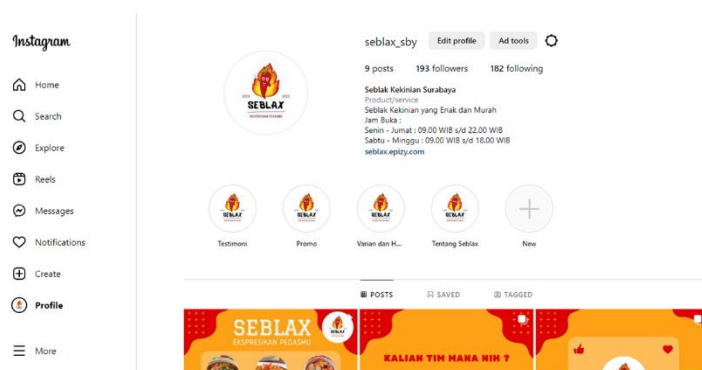 Instagram
Home
Search
Explore
Reels
Messages
Notifications
Create
Profile
More
seblax_sby Edit profile Ad tools
9 posts 193 followers 182 following
Seblak Kekinian Surabaya
Product/service
Seblak Kekinian yang Enak dan Murah
Jam Buka :
Senin - Jumat : 09.00 WIB s/d 22.00 WIB
Sabtu - Minggu : 09.00 WIB s/d 18.00 WIB
seblax.epizy.com
SEBLAX
Testimoni Promo Varian dan H... Tentang Seblax New
POSTS SAVED TAGGED
SEBLAX
EKSPRESIKAN PEDASMU
KALIAN TIM MANA NIH ?